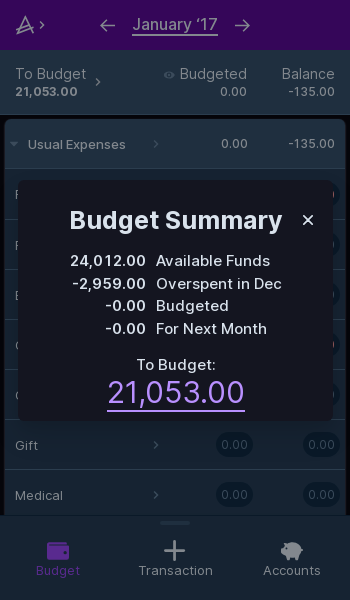 January ‘17
To Budget
21,053.00
Budgeted
0.00
Balance
-135.00
Usual Expenses 0.00 -135.00
Budget Summary
24,012.00 Available Funds
-2,959.00 Overspent in Dec
-0.00 Budgeted
-0.00 For Next Month
To Budget:
21,053.00
Gift 0.00 0.00
Medical 0.00 0.00
Budget Transaction Accounts